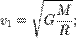 v₁ = √(G M/R);